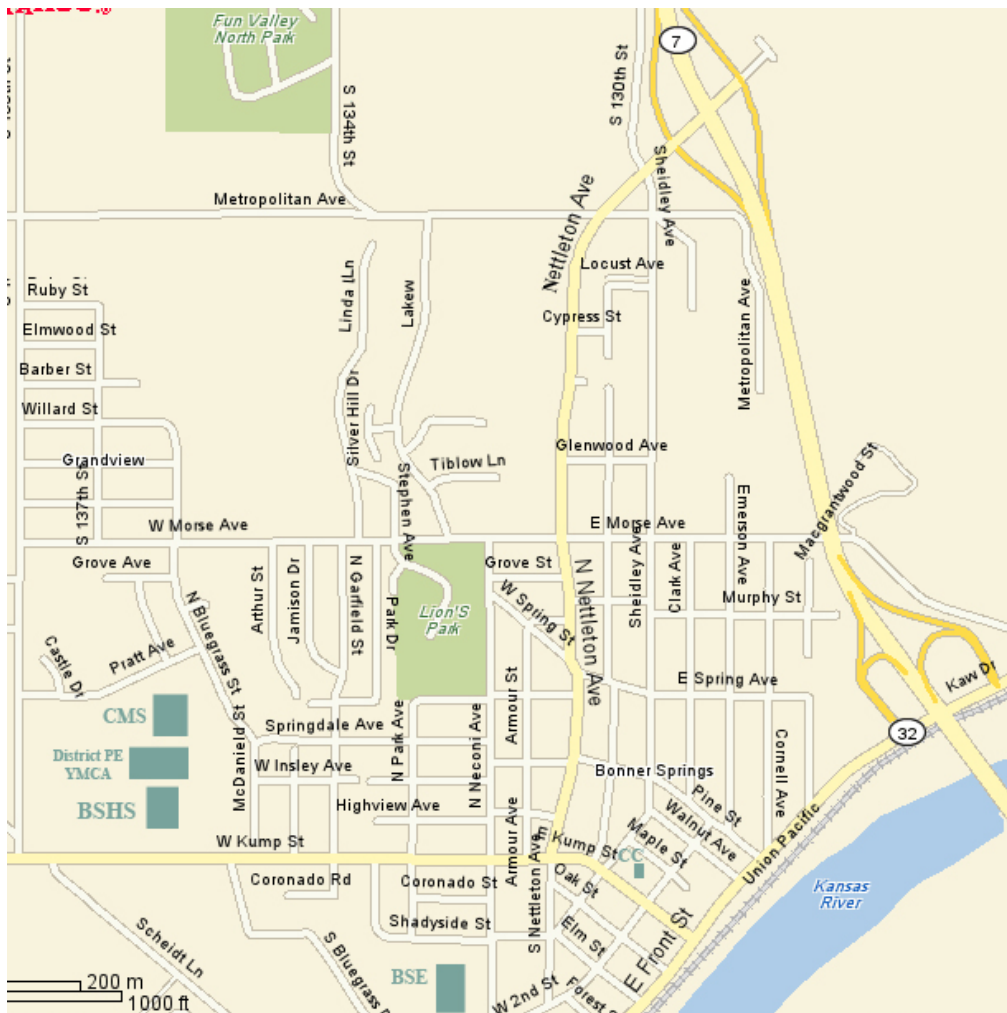 Fun Valley
North Park
7
S 134th St
S 130th St
Sheidley Ave
Metropolitan Ave
Nettleton Ave
Locust Ave
Ruby St
Linda Ln
Lakew
Cypress St
Elmwood St
Metropolitan Ave
Barber St
Willard St
Silver Hill Dr
Glenwood Ave
Grandview
Tiblow Ln
Stephen Ave
S 137th St
Macgrantwood St
W Morse Ave
E Morse Ave
Emerson Ave
Grove Ave
Grove St
Sheidley Ave
Clark Ave
Arthur St
Jamison Dr
N Garfield St
Park Dr
Lion'S
Park
W Spring St
N Nettleton Ave
Murphy St
N Bluegrass St
Castle Dr
Pratt Ave
E Spring Ave
Kaw Dr
CMS
McDanield St
Springdale Ave
N Park Ave
N Neconi Ave
Armour St
32
Cornell Ave
District PE
YMCA
W Insley Ave
Bonner Springs
BSHS
Highview Ave
Pine St
Walnut Ave
Maple St
Union Pacific
W Kump St
Armour Ave
Kump St
CC
Coronado Rd
Coronado St
Oak St
Kansas
River
Shadyside St
S Nettleton Ave
Elm St
E Front St
Scheidt Ln
S Bluegrass
BSE
W 2nd St
Forest
200 m
1000 ft